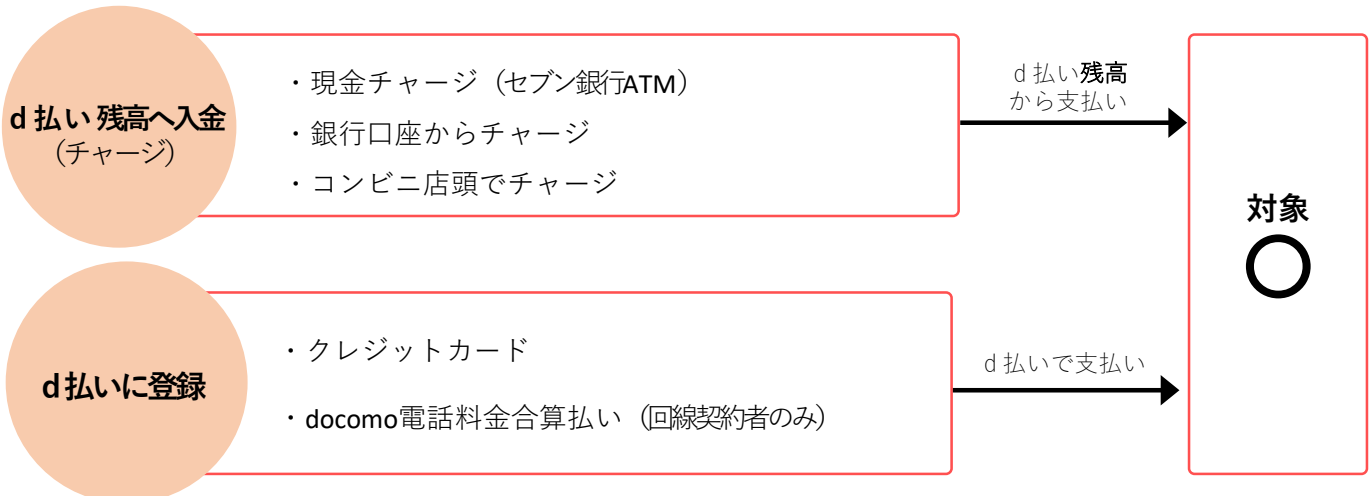 d 払い 残高へ入金
（チャージ）
・現金チャージ（セブン銀行ATM）
・銀行口座からチャージ
・コンビニ店頭でチャージ
d 払い残高
から支払い
対象
d払いに登録
・クレジットカード
・docomo電話料金合算払い（回線契約者のみ）
d 払いで支払い